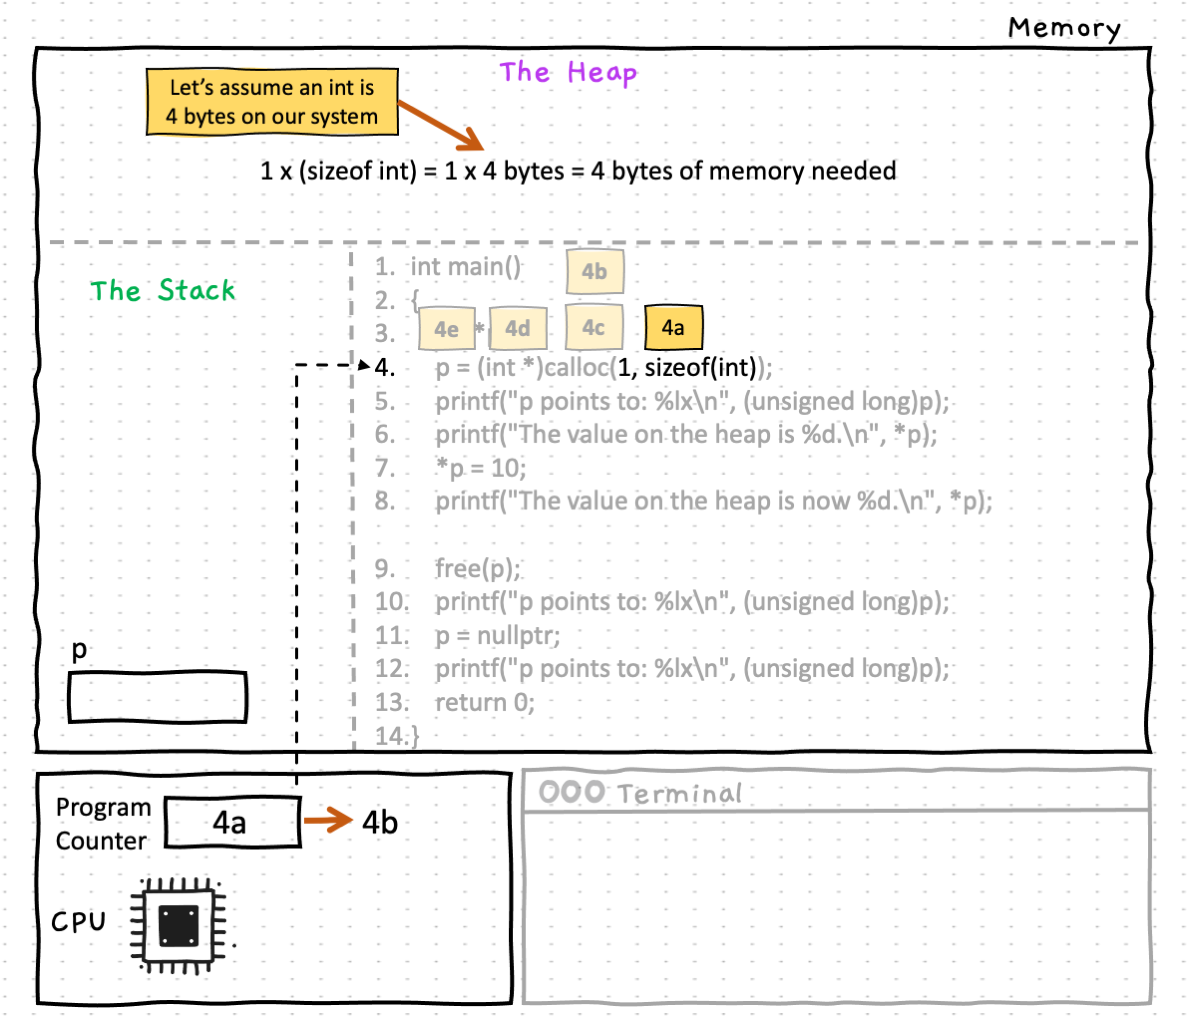 Memory
The Heap
Let's assume an int is
4 bytes on our system
1 x (sizeof int) = 1 x 4 bytes = 4 bytes of memory needed
The Stack
1. int main()
4b
2. {
3.
4e
*
4d
4c
4a
4. p = (int *)calloc(1, sizeof(int));
5. printf("p points to: %lx\n", (unsigned long)p);
6. printf("The value on the heap is %d.\n", *p);
7. *p = 10;
8. printf("The value on the heap is now %d.\n", *p);
9. free(p);
10. printf("p points to: %lx\n", (unsigned long)p);
11. p = nullptr;
12. printf("p points to: %lx\n", (unsigned long)p);
13. return 0;
14.}
p
Program
Counter
4a
4b
CPU
Terminal